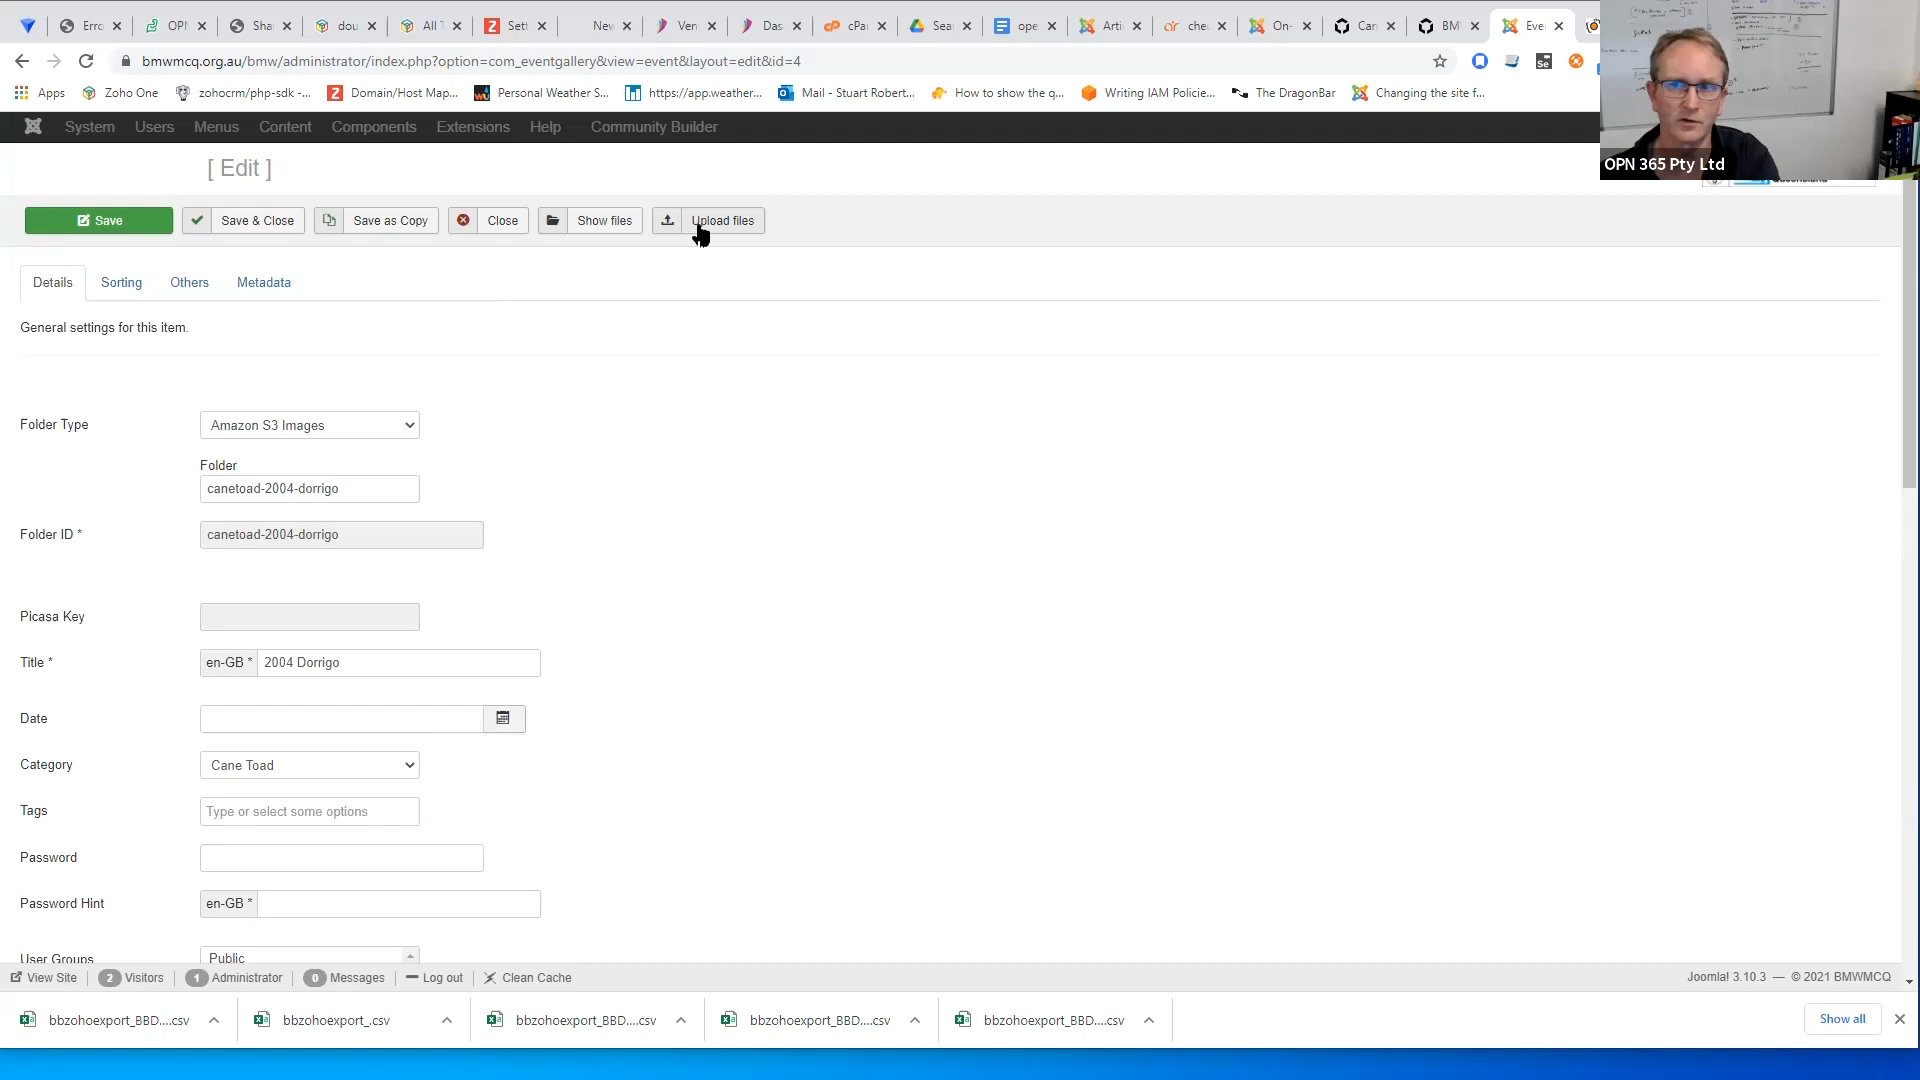 Erro
OPN
Sha
dou
All T
Sett
New
Ven
Das
cPa
Sea
ope
Arti
che
On-
Can
BM
Eve
bmwmcq.org.au/bmw/administrator/index.php?option=com_eventgallery&view=event&layout=edit&id=4
Apps
Zoho One
zohocrm/php-sdk -...
Domain/Host Map...
Personal Weather S...
https://app.weather...
Mail - Stuart Robert...
How to show the q...
Writing IAM Policie...
The DragonBar
Changing the site f...
System Users Menus Content Components Extensions Help Community Builder
OPN 365 Pty Ltd
[ Edit ]
Save
Save & Close
Save as Copy
Close
Show files
Upload files
Details Sorting Others Metadata
General settings for this item.
Folder Type
Amazon S3 Images
Folder
canetoad-2004-dorrigo
Folder ID *
canetoad-2004-dorrigo
Picasa Key
Title *
en-GB * 2004 Dorrigo
Date
Category
Cane Toad
Tags
Type or select some options
Password
Password Hint
en-GB *
User Groups
Public
View Site 2 Visitors 1 Administrator 0 Messages Log out Clean Cache
Joomla! 3.10.3 — © 2021 BMWMCQ
bbzohoexport_BBD....csv
bbzohoexport_.csv
bbzohoexport_BBD....csv
bbzohoexport_BBD....csv
bbzohoexport_BBD....csv
Show all